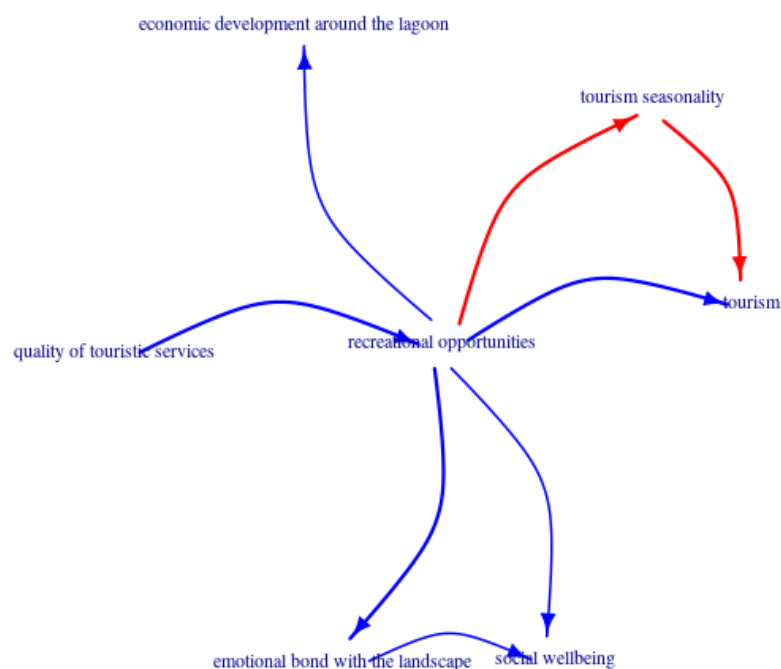 economic development around the lagoon
tourism seasonality
tourism
recreational opportunities
quality of touristic services
emotional bond with the landscape
social wellbeing